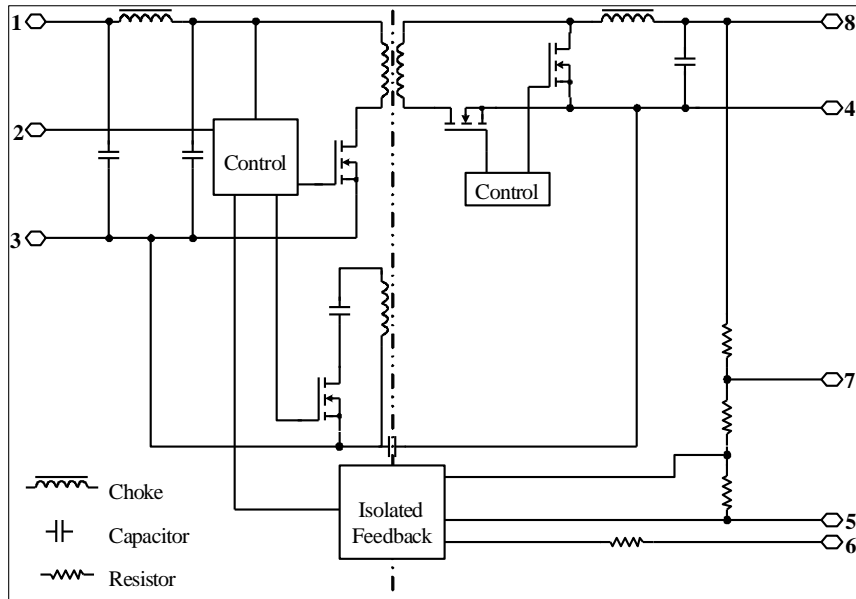 1
8
2
4
Control
Control
3
7
Choke
Isolated
Feedback
5
Capacitor
6
Resistor